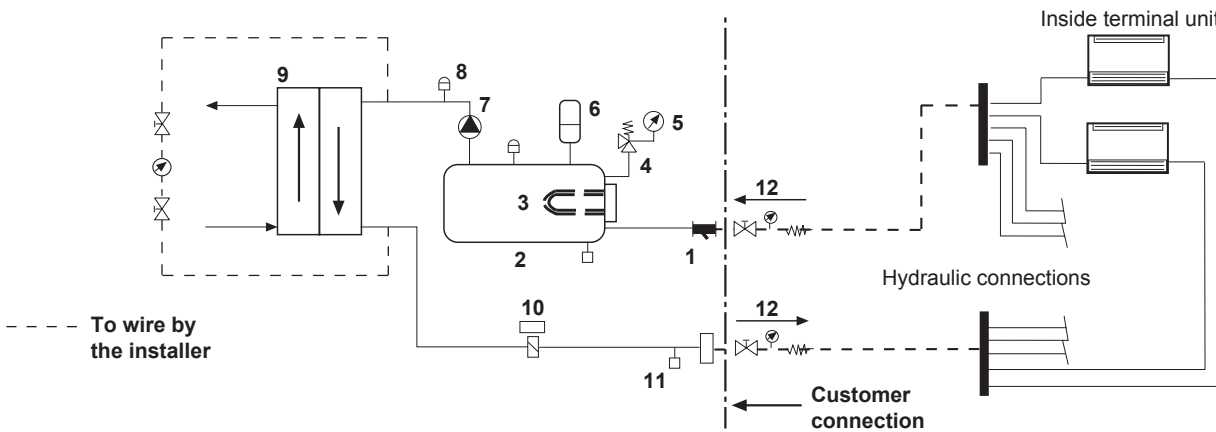 Inside terminal unit
9
8
7
6
5
4
3
12
2
1
Hydraulic connections
10
12
To wire by
the installer
11
Customer
connection